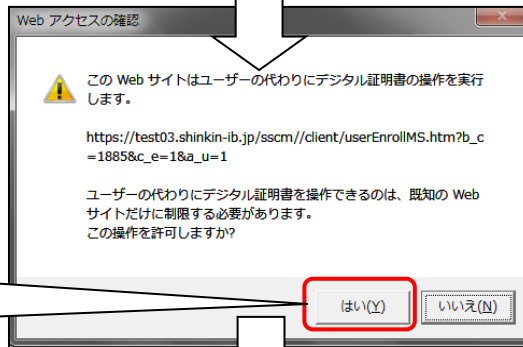 Web アクセスの確認
この Web サイトはユーザーの代わりにデジタル証明書の操作を実行
します。
https://test03.shinkin-ib.jp/sscm//client/userEnrollMS.htm?b_c
=1885&c_e=1&a_u=1
ユーザーの代わりにデジタル証明書を操作できるのは、既知の Web
サイトだけに制限する必要があります。
この操作を許可しますか?
はい(Y)
いいえ(N)